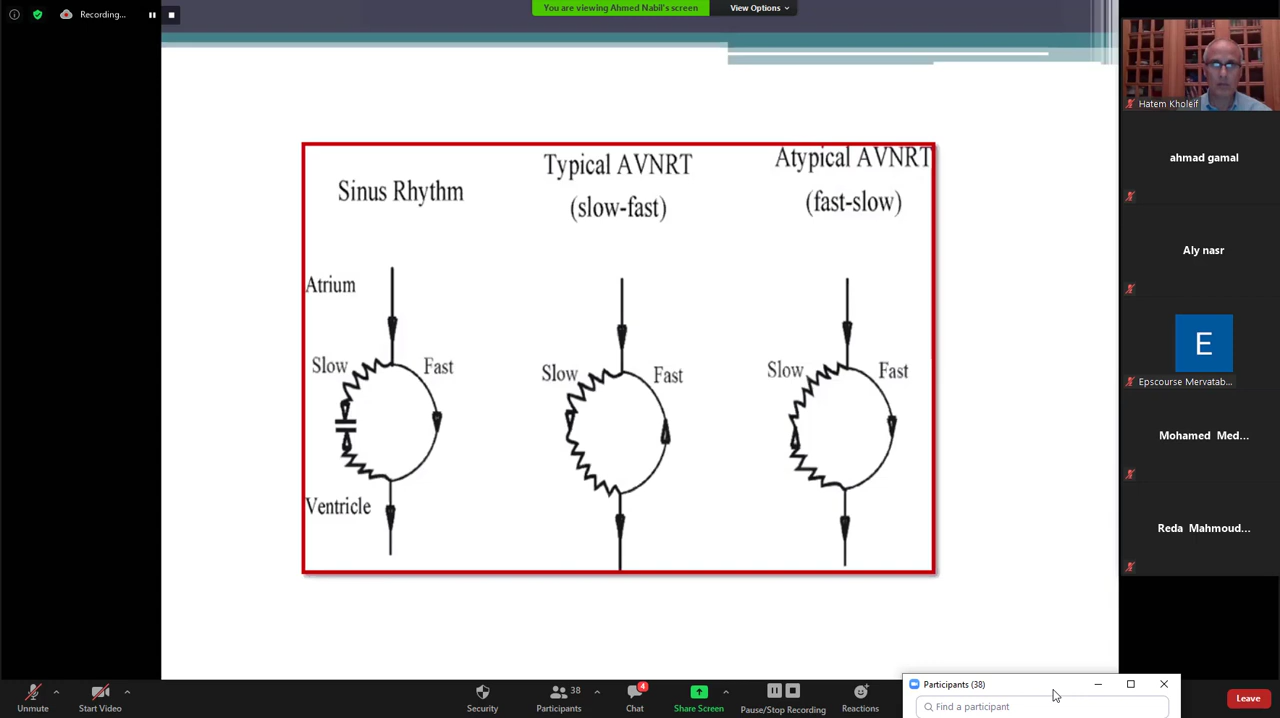 Recording...
You are viewing Ahmed Nabil's screen
View Options
Sinus Rhythm
Typical AVNRT
(slow-fast)
Atypical AVNRT
(fast-slow)
Atrium
Slow
Fast
Slow
Fast
Slow
Fast
Ventricle
Hatem Kholeif
ahmad gamal
Aly nasr
E
Epscourse Mervatab...
Mohamed Med...
Reda Mahmoud...
Participants (38)
Find a participant
Unmute
Start Video
Security
38
Participants
4
Chat
Share Screen
Pause/Stop Recording
Reactions
Leave